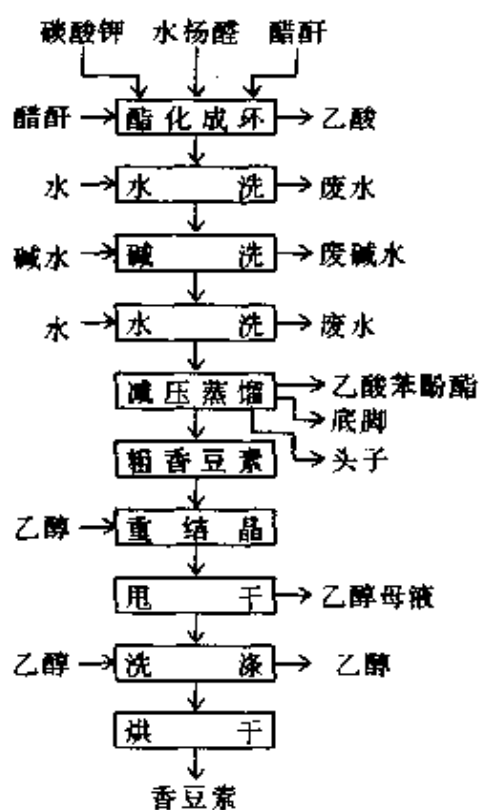 碳酸钾 水杨醛 醋酐
醋酐 酯化成环 乙酸
水 水洗 废水
碱水 碱洗 废碱水
水 水洗 废水
减压蒸馏 乙酸苯酚酯
底脚
粗香豆素 头子
乙醇 重结晶
甩干 乙醇母液
乙醇 洗涤 乙醇
烘干
香豆素